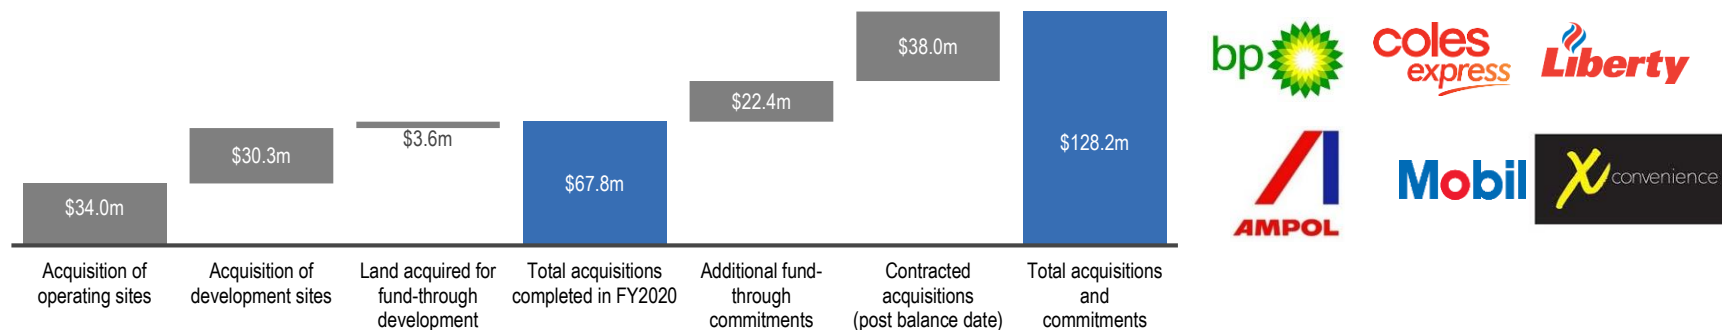 $34.0m
$30.3m
$3.6m
$67.8m
$22.4m
$38.0m
$128.2m
Acquisition of
operating sites
Acquisition of
development sites
Land acquired for
fund-through
development
Total acquisitions
completed in FY2020
Additional fund-
through
commitments
Contracted
acquisitions
(post balance date)
Total acquisitions
and
commitments
bp
coles
express
Liberty
AMPOL
Mobil
X convenience